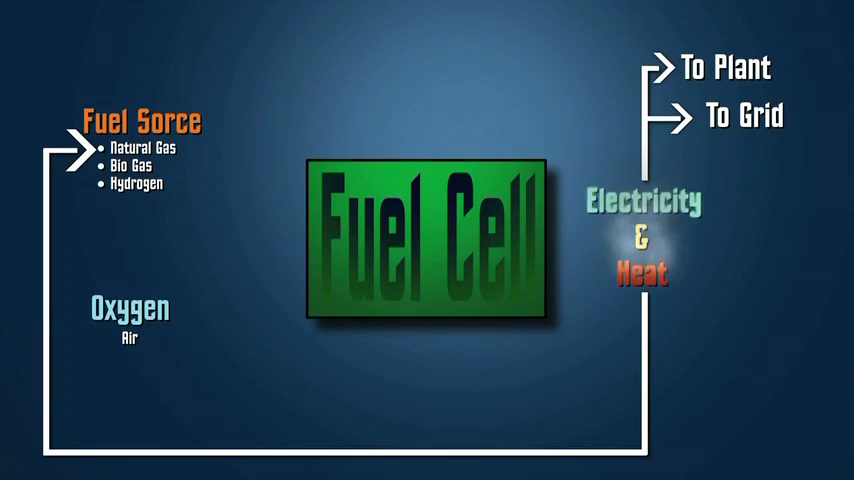 Fuel Sorce
• Natural Gas
• Bio Gas
• Hydrogen
Oxygen
Air
Fuel Cell
To Plant
To Grid
Electricity
&
Heat